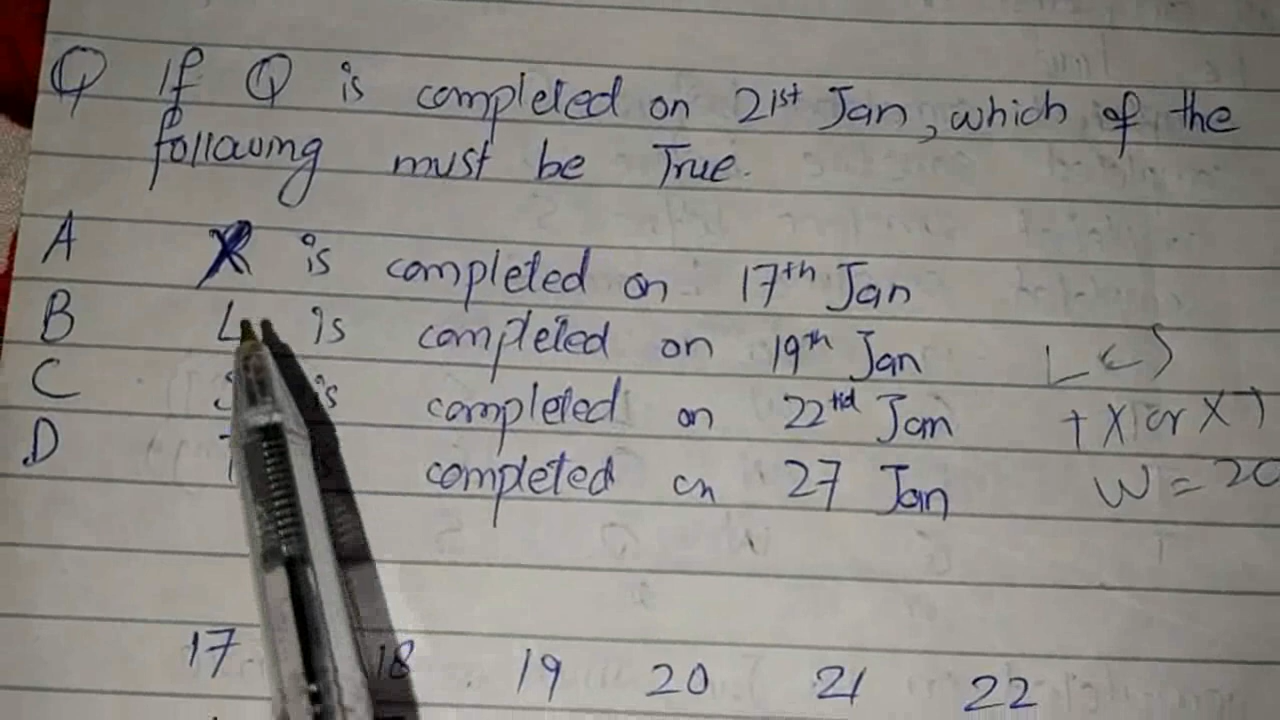 Q If Q is completed on 21st Jan, which of the
following must be True.
A X is completed on 17th Jan
B L is completed on 19th Jan L < S
C is completed on 22nd Jan TX or XT
D completed on 27 Jan W = 20
17 18 19 20 21 22